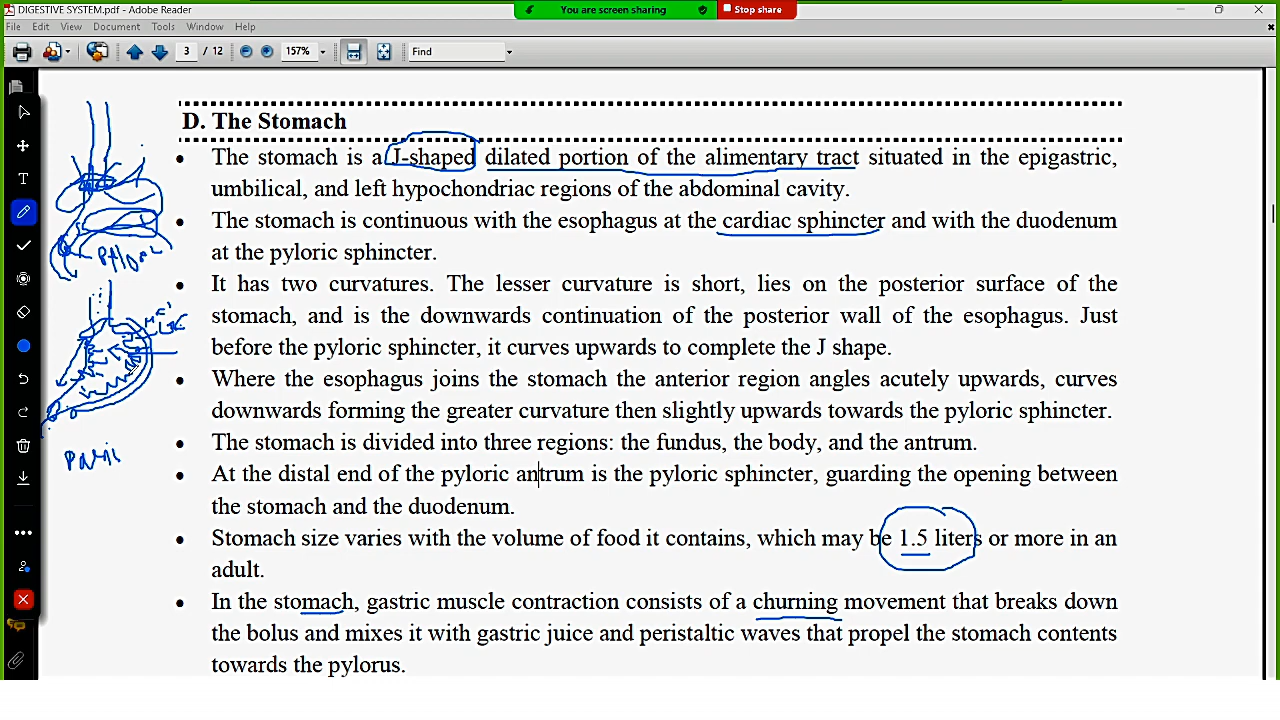 DIGESTIVE SYSTEM.pdf - Adobe Reader
You are screen sharing
Stop share
File Edit View Document Tools Window Help
3 / 12 157% Find
D. The Stomach
• The stomach is a J-shaped dilated portion of the alimentary tract situated in the epigastric,
umbilical, and left hypochondriac regions of the abdominal cavity.
• The stomach is continuous with the esophagus at the cardiac sphincter and with the duodenum
at the pyloric sphincter.
• It has two curvatures. The lesser curvature is short, lies on the posterior surface of the
stomach, and is the downwards continuation of the posterior wall of the esophagus. Just
before the pyloric sphincter, it curves upwards to complete the J shape.
• Where the esophagus joins the stomach the anterior region angles acutely upwards, curves
downwards forming the greater curvature then slightly upwards towards the pyloric sphincter.
• The stomach is divided into three regions: the fundus, the body, and the antrum.
• At the distal end of the pyloric antrum is the pyloric sphincter, guarding the opening between
the stomach and the duodenum.
• Stomach size varies with the volume of food it contains, which may be 1.5 liters or more in an
adult.
• In the stomach, gastric muscle contraction consists of a churning movement that breaks down
the bolus and mixes it with gastric juice and peristaltic waves that propel the stomach contents
towards the pylorus.